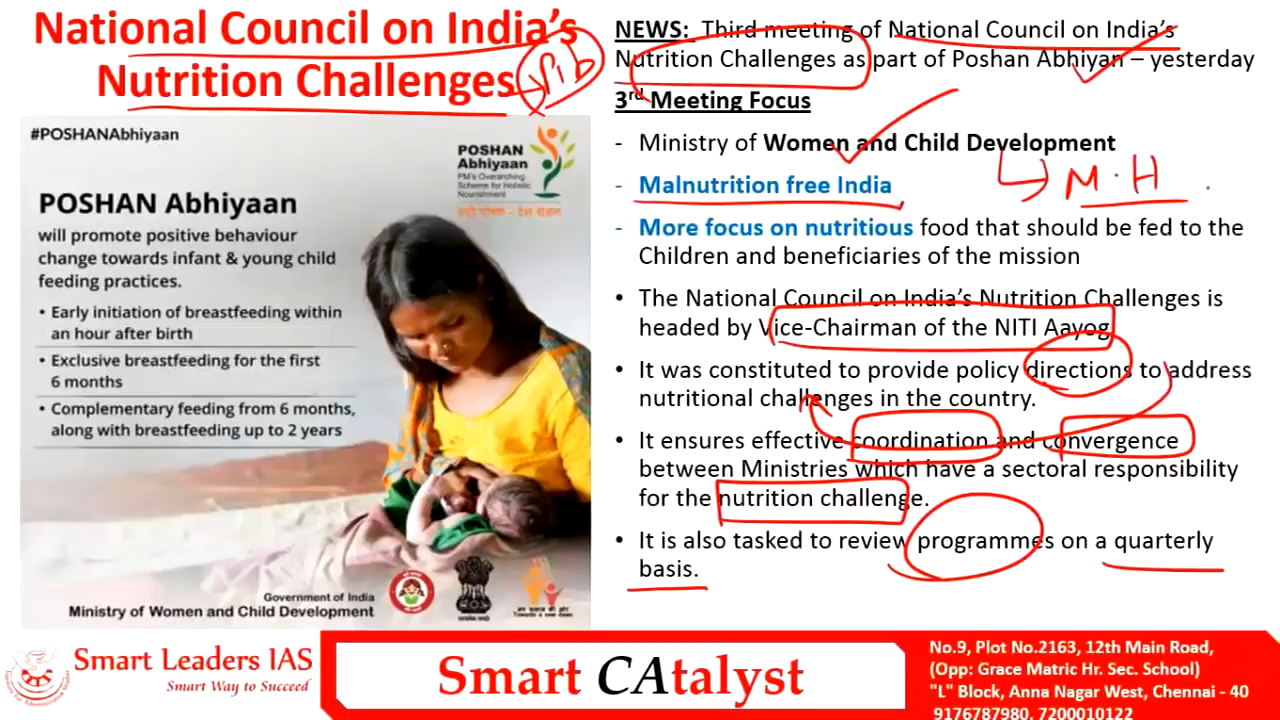 National Council on India's
Nutrition Challenges
Pib
#POSHANAbhiyaan
POSHAN
Abhiyaan
PM's Overarching
Scheme for Holistic
Nourishment
सही पोषण - देश रोशन
POSHAN Abhiyaan
will promote positive behaviour
change towards infant & young child
feeding practices.
• Early initiation of breastfeeding within
an hour after birth
• Exclusive breastfeeding for the first
6 months
• Complementary feeding from 6 months,
along with breastfeeding up to 2 years
Government of India
Ministry of Women and Child Development
NEWS: Third meeting of National Council on India's
Nutrition Challenges as part of Poshan Abhiyan – yesterday
3rd Meeting Focus
- Ministry of Women and Child Development
M.H
- Malnutrition free India
- More focus on nutritious food that should be fed to the
Children and beneficiaries of the mission
• The National Council on India's Nutrition Challenges is
headed by Vice-Chairman of the NITI Aayog
• It was constituted to provide policy directions to address
nutritional challenges in the country.
• It ensures effective coordination and convergence
between Ministries which have a sectoral responsibility
for the nutrition challenge.
• It is also tasked to review programmes on a quarterly
basis.
Smart Leaders IAS
Smart Way to Succeed
Smart CAtalyst
No.9, Plot No.2163, 12th Main Road,
(Opp: Grace Matric Hr. Sec. School)
"L" Block, Anna Nagar West, Chennai - 40
9176787980, 7200010122